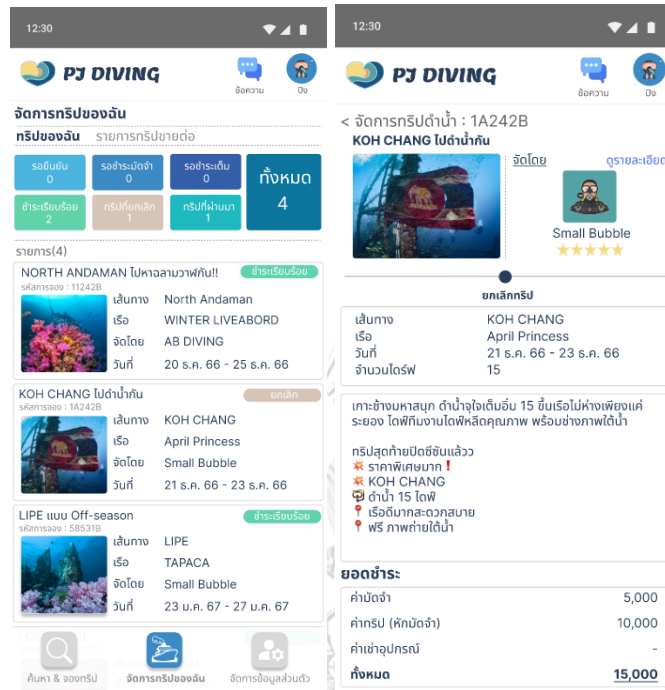 12:30
PJ DIVING
ข้อความ
ปิง
จัดการทริปของฉัน
ทริปของฉัน รายการทริปขายต่อ
รอยืนยัน
0
รอชำระมัดจำ
0
รอชำระเต็ม
0
ทั้งหมด
4
ชำระเรียบร้อย
2
ทริปที่ยกเลิก
1
ทริปที่ผ่านมา
1
รายการ(4)
NORTH ANDAMAN ไปหาฉลามวาฬกัน!! ชำระเรียบร้อย
รหัสการจอง : 11242B
เส้นทาง North Andaman
เรือ WINTER LIVEABORD
จัดโดย AB DIVING
วันที่ 20 ธ.ค. 66 - 25 ธ.ค. 66
KOH CHANG ไปดำน้ำกัน ยกเลิก
รหัสการจอง : 1A242B
เส้นทาง KOH CHANG
เรือ April Princess
จัดโดย Small Bubble
วันที่ 21 ธ.ค. 66 - 23 ธ.ค. 66
LIPE แบบ Off-season ชำระเรียบร้อย
รหัสการจอง : 58531B
เส้นทาง LIPE
เรือ TAPACA
จัดโดย Small Bubble
วันที่ 23 ม.ค. 67 - 27 ม.ค. 67
ค้นหา & จองทริป จัดการทริปของฉัน จัดการข้อมูลส่วนตัว
12:30
PJ DIVING
ข้อความ
ปิง
< จัดการทริปดำน้ำ : 1A242B
KOH CHANG ไปดำน้ำกัน
จัดโดย ดูรายละเอียด
Small Bubble
ยกเลิกทริป
เส้นทาง KOH CHANG
เรือ April Princess
วันที่ 21 ธ.ค. 66 - 23 ธ.ค. 66
จำนวนไดร์ฟ 15
เกาะช้างมหาสนุก ดำน้ำจุใจเต็มอิ่ม 15 ขึ้นเรือไม่ห่างเพียงแค่
ระยอง ไดฟ์ทีมงานไดฟ์หลีดคุณภาพ พร้อมช่างภาพใต้น้ำ
ทริปสุดท้ายปิดซีซันแล้วว
💥 ราคาพิเศษมาก❗
💥 KOH CHANG
🤿 ดำน้ำ 15 ไดฟ์
📍 เรือดีมากสะดวกสบาย
📍 ฟรี ภาพถ่ายใต้น้ำ
ยอดชำระ
ค่ามัดจำ 5,000
ค่าทริป (หักมัดจำ) 10,000
ค่าเช่าอุปกรณ์ -
ทั้งหมด 15,000